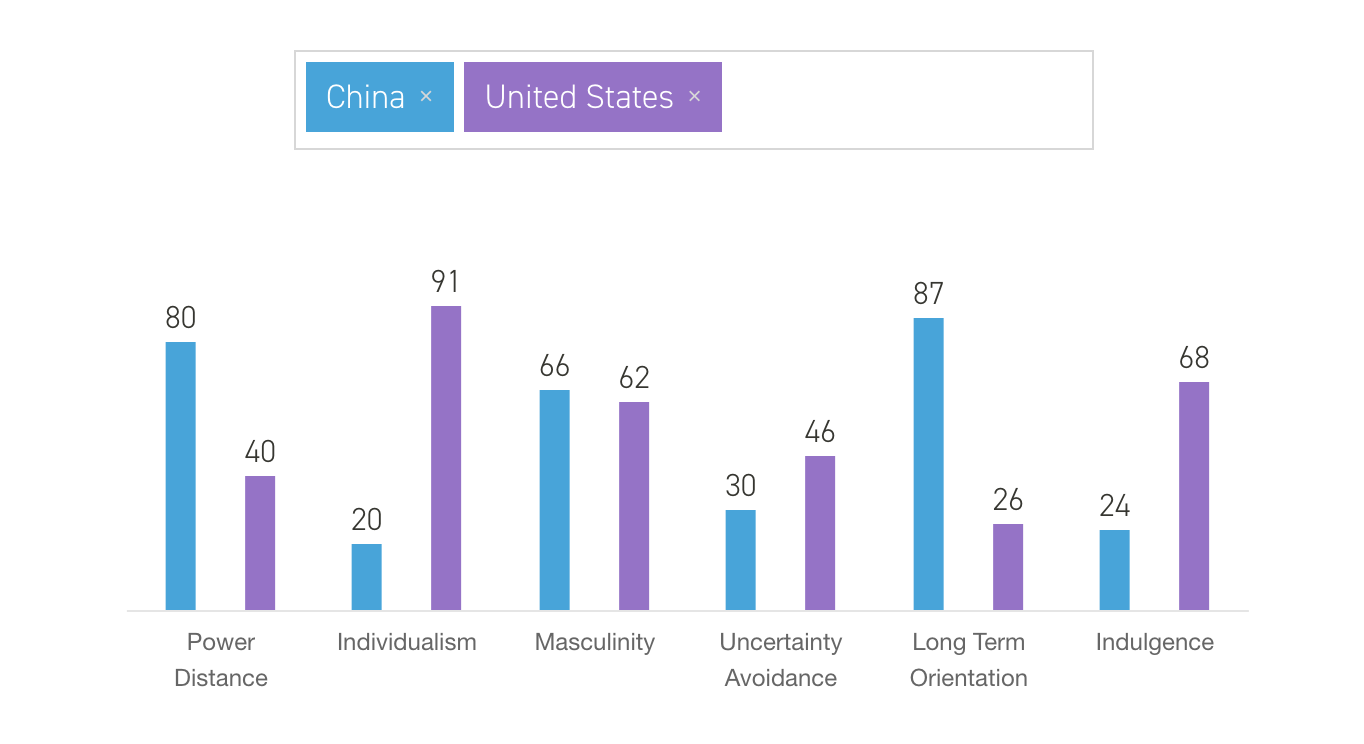 China ×
United States ×
80
40
20
91
66
62
30
46
87
26
24
68
Power
Distance
Individualism
Masculinity
Uncertainty
Avoidance
Long Term
Orientation
Indulgence